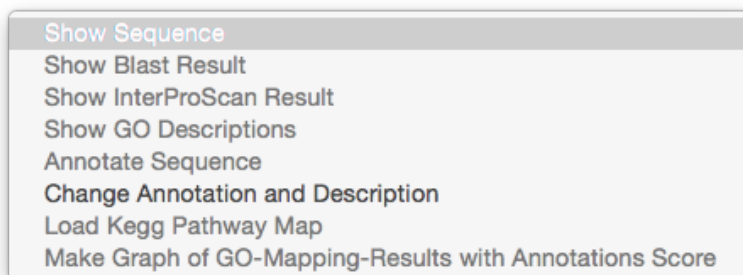 Show Sequence
Show Blast Result
Show InterProScan Result
Show GO Descriptions
Annotate Sequence
Change Annotation and Description
Load Kegg Pathway Map
Make Graph of GO-Mapping-Results with Annotations Score